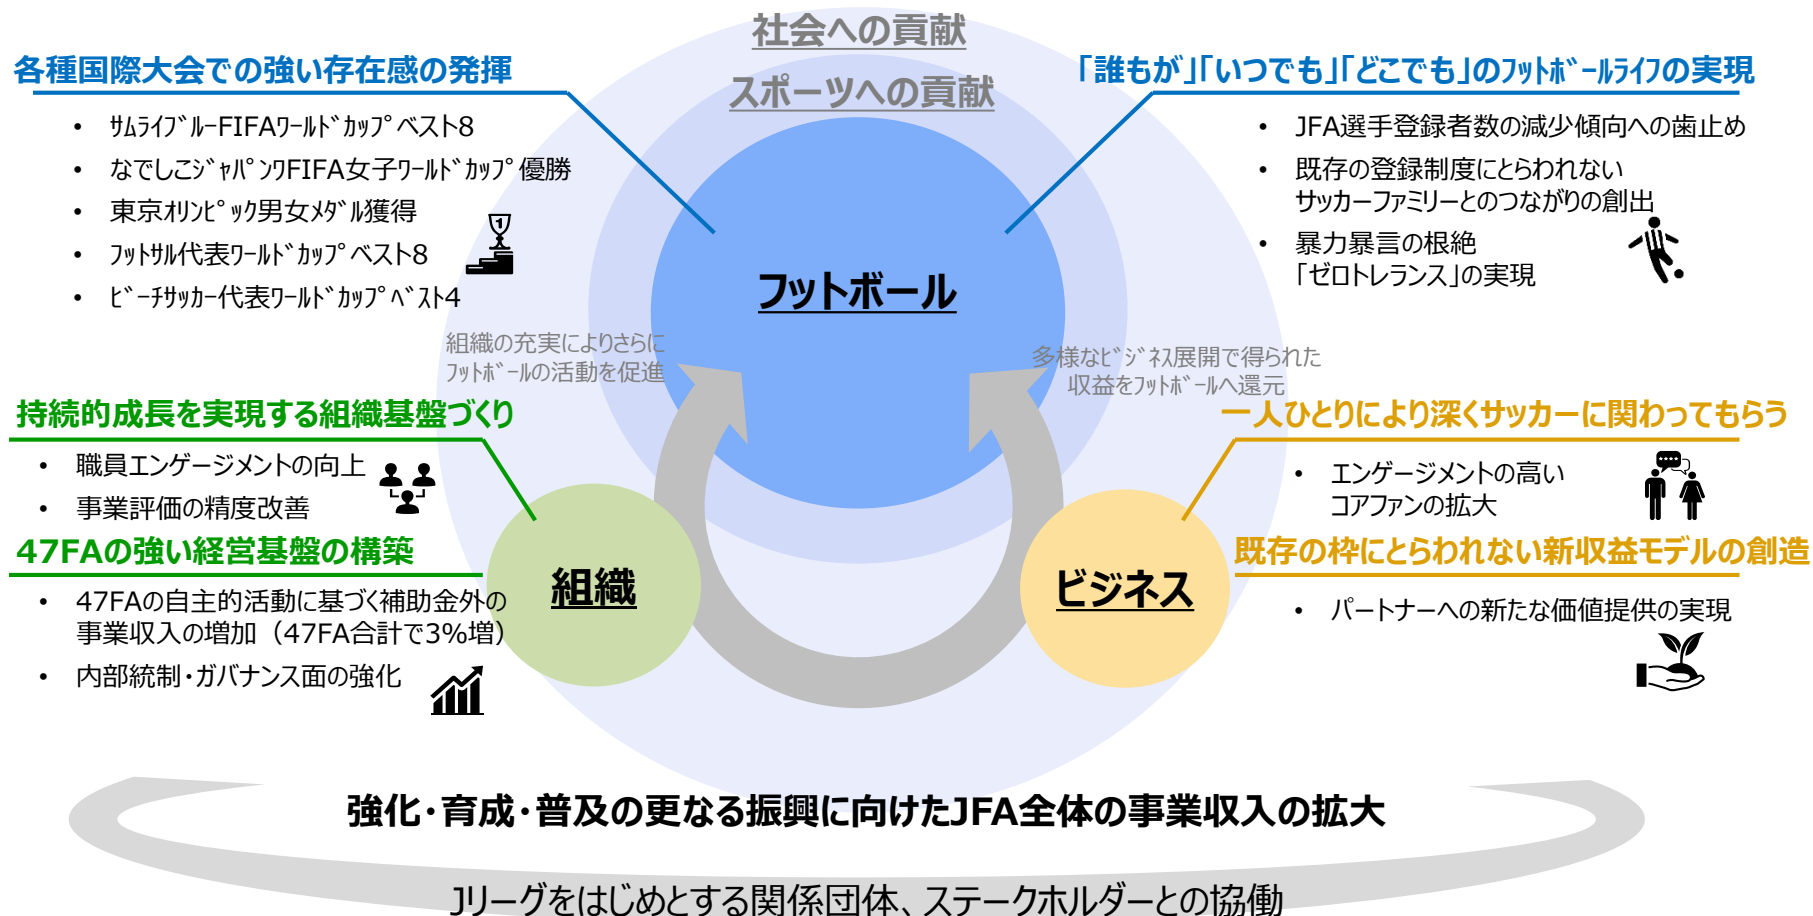 社会への貢献
スポーツへの貢献
各種国際大会での強い存在感の発揮
• ｻﾑﾗｲﾌﾞﾙｰFIFAﾜｰﾙﾄﾞｶｯﾌﾟベスト8
• なでしこｼﾞｬﾊﾟﾝﾜFIFA女子ﾜｰﾙﾄﾞｶｯﾌﾟ優勝
• 東京ｵﾘﾝﾋﾟｯｸ男女ﾒﾀﾞﾙ獲得
• ﾌｯﾄｻﾙ代表ﾜｰﾙﾄﾞｶｯﾌﾟベスト8
• ﾋﾞｰﾁサッカー代表ﾜｰﾙﾄﾞｶｯﾌﾟﾍﾞｽﾄ4
「誰もが」「いつでも」「どこでも」のﾌｯﾄﾎﾞｰﾙﾗｲﾌの実現
• JFA選手登録者数の減少傾向への歯止め
• 既存の登録制度にとらわれない
サッカーファミリーとのつながりの創出
• 暴力暴言の根絶
「ゼロトレランス」の実現
1
フットボール
組織の充実によりさらに
ﾌｯﾄﾎﾞｰﾙの活動を促進
多様なﾋﾞｼﾞﾈｽ展開で得られた
収益をﾌｯﾄﾎﾞｰﾙへ還元
持続的成長を実現する組織基盤づくり
• 職員エンゲージメントの向上
• 事業評価の精度改善
47FAの強い経営基盤の構築
• 47FAの自主的活動に基づく補助金外の
事業収入の増加（47FA合計で3%増）
• 内部統制・ガバナンス面の強化
組織
ビジネス
一人ひとりにより深くサッカーに関わってもらう
• エンゲージメントの高い
コアファンの拡大
既存の枠にとらわれない新収益モデルの創造
• パートナーへの新たな価値提供の実現
強化・育成・普及の更なる振興に向けたJFA全体の事業収入の拡大
Jリーグをはじめとする関係団体、ステークホルダーとの協働